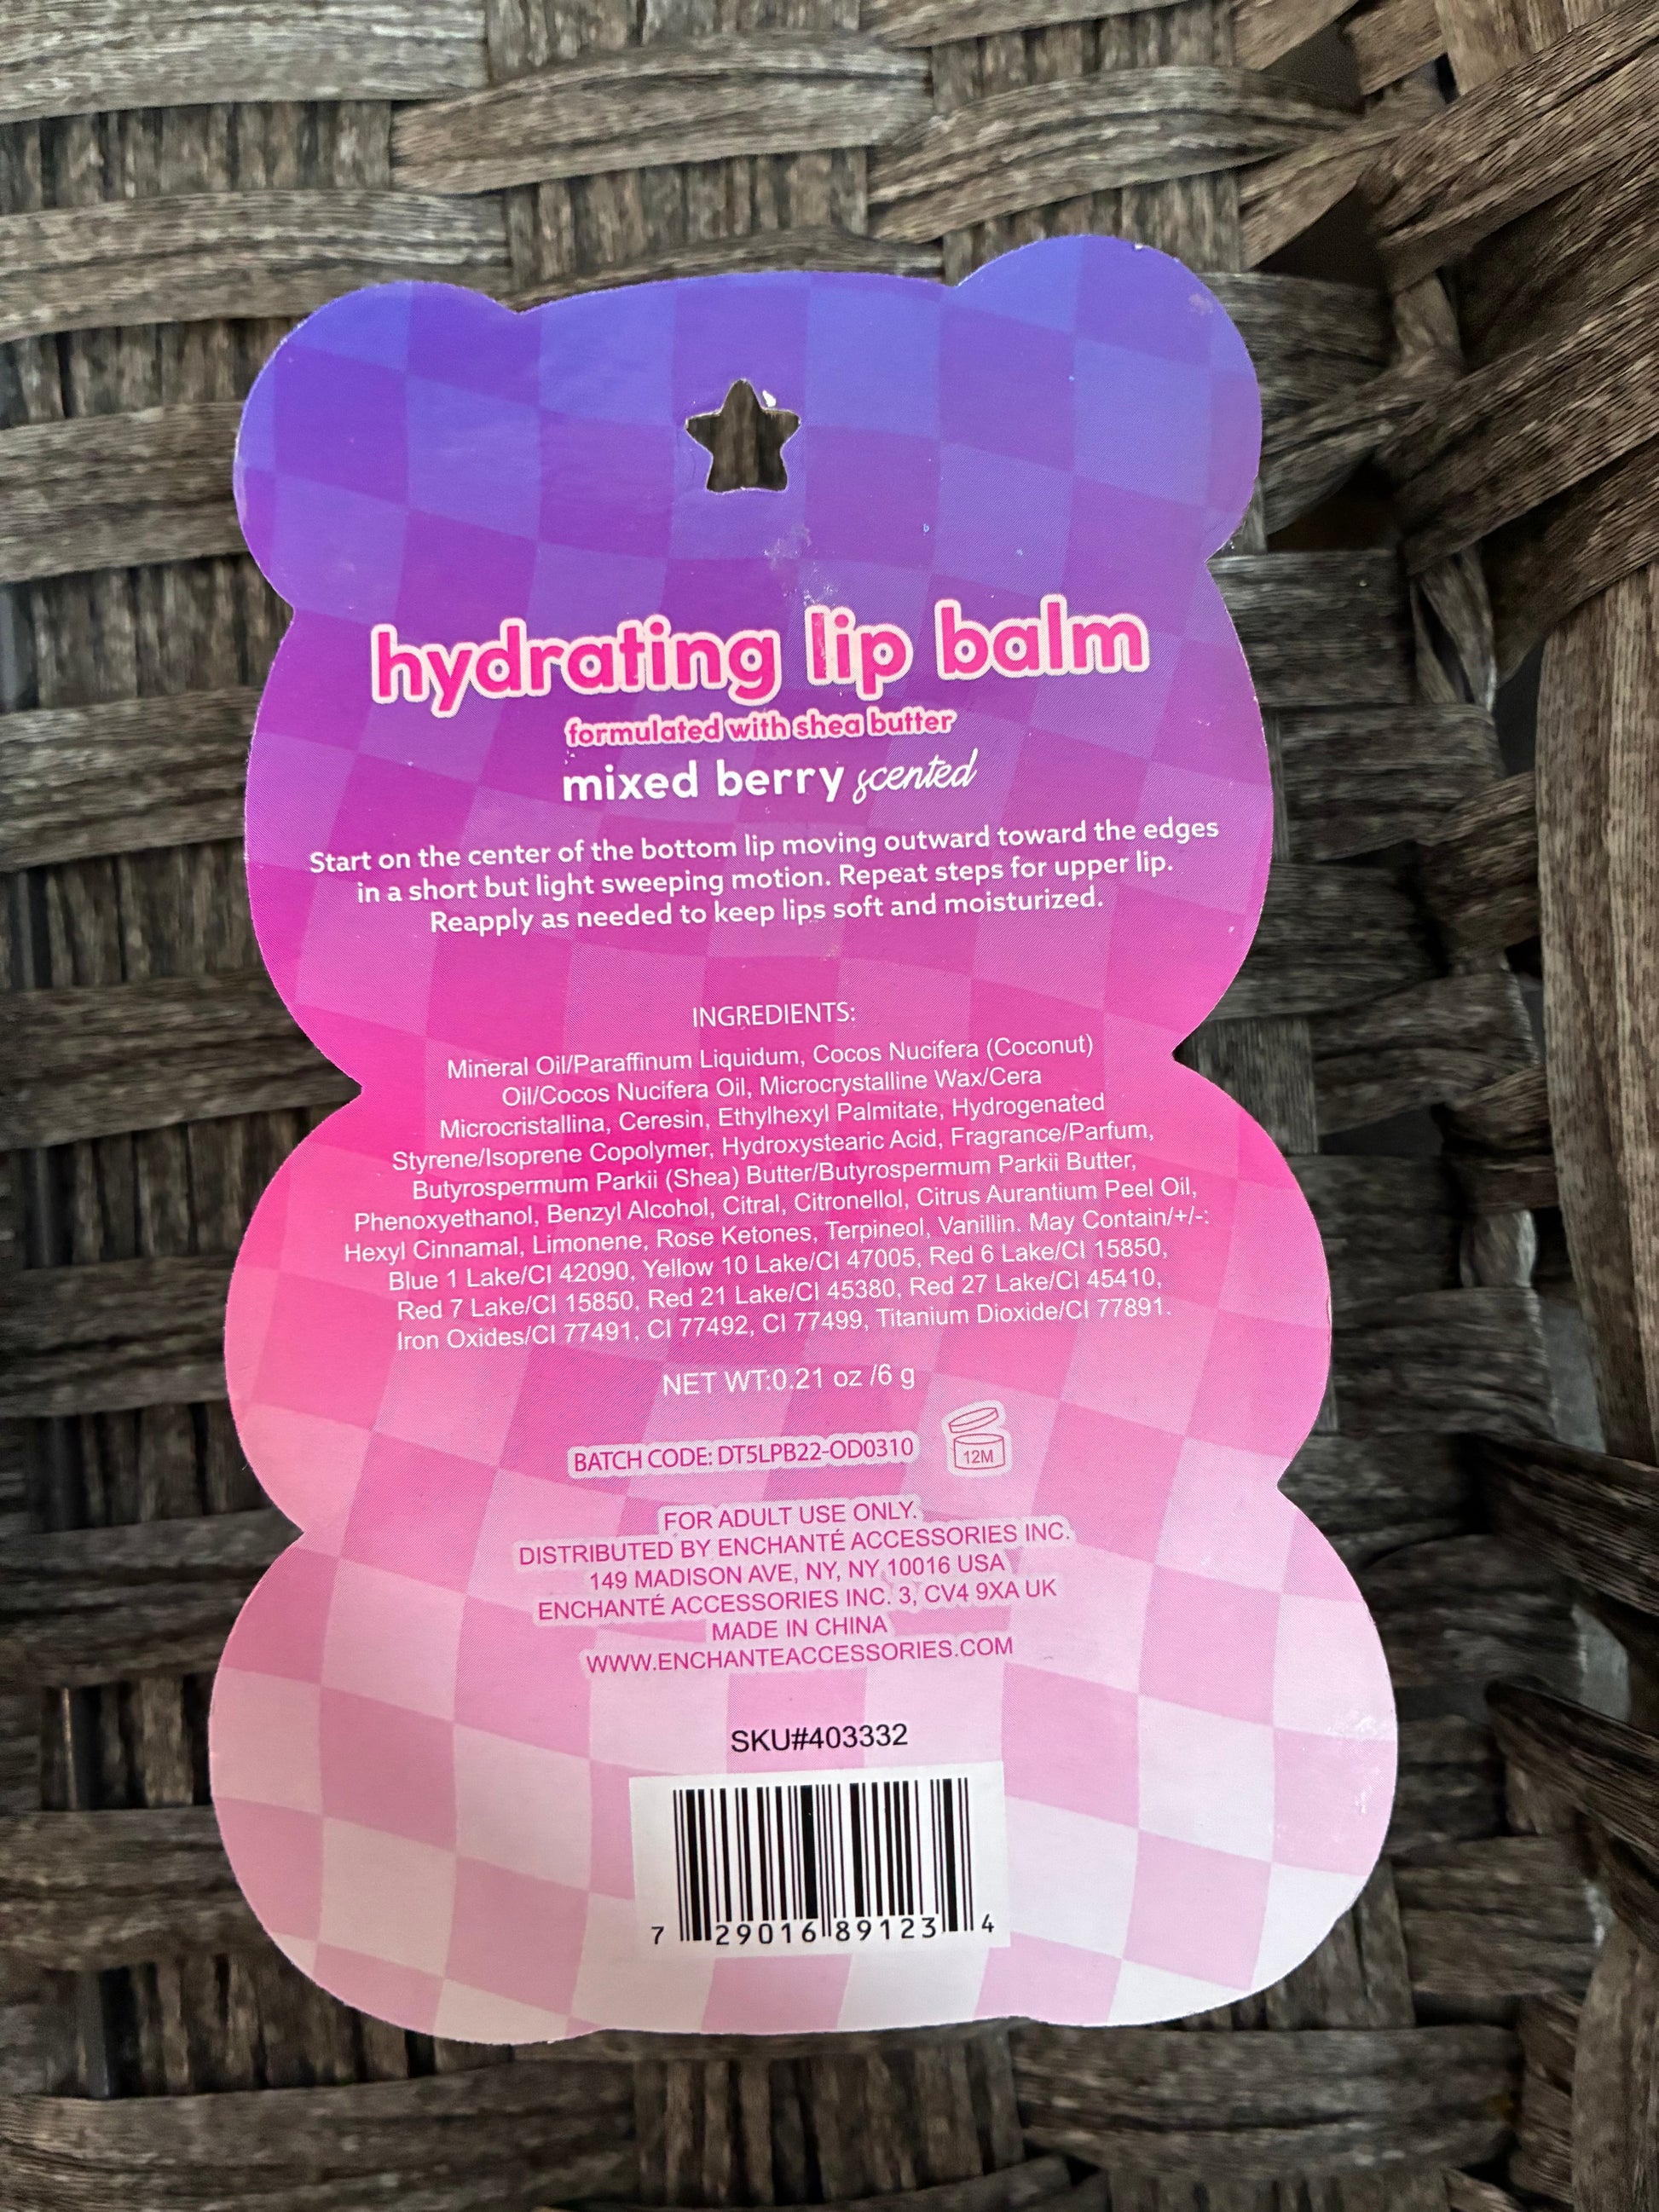 hydrating lip balm
formulated with shea butter
mixed berry scented
Start on the center of the bottom lip moving outward toward the edges
in a short but light sweeping motion. Repeat steps for upper lip.
Reapply as needed to keep lips soft and moisturized.
INGREDIENTS:
Mineral Oil/Paraffinum Liquidum, Cocos Nucifera (Coconut)
Oil/Cocos Nucifera Oil, Microcrystalline Wax/Cera
Microcristallina, Ceresin, Ethylhexyl Palmitate, Hydrogenated
Styrene/Isoprene Copolymer, Hydroxystearic Acid, Fragrance/Parfum,
Butyrospermum Parkii (Shea) Butter/Butyrospermum Parkii Butter,
Phenoxyethanol, Benzyl Alcohol, Citral, Citronellol, Citrus Aurantium Peel Oil,
Hexyl Cinnamal, Limonene, Rose Ketones, Terpineol, Vanillin. May Contain/+/-:
Blue 1 Lake/CI 42090, Yellow 10 Lake/CI 47005, Red 6 Lake/CI 15850,
Red 7 Lake/CI 15850, Red 21 Lake/CI 45380, Red 27 Lake/CI 45410,
Iron Oxides/CI 77491, CI 77492, CI 77499, Titanium Dioxide/CI 77891.
NET WT:0.21 oz /6 g
BATCH CODE: DT5LPB22-OD0310
12M
FOR ADULT USE ONLY.
DISTRIBUTED BY ENCHANTÉ ACCESSORIES INC.
149 MADISON AVE, NY, NY 10016 USA
ENCHANTÉ ACCESSORIES INC. 3, CV4 9XA UK
MADE IN CHINA
WWW.ENCHANTEACCESSORIES.COM
SKU#403332
7 29016 89123 4